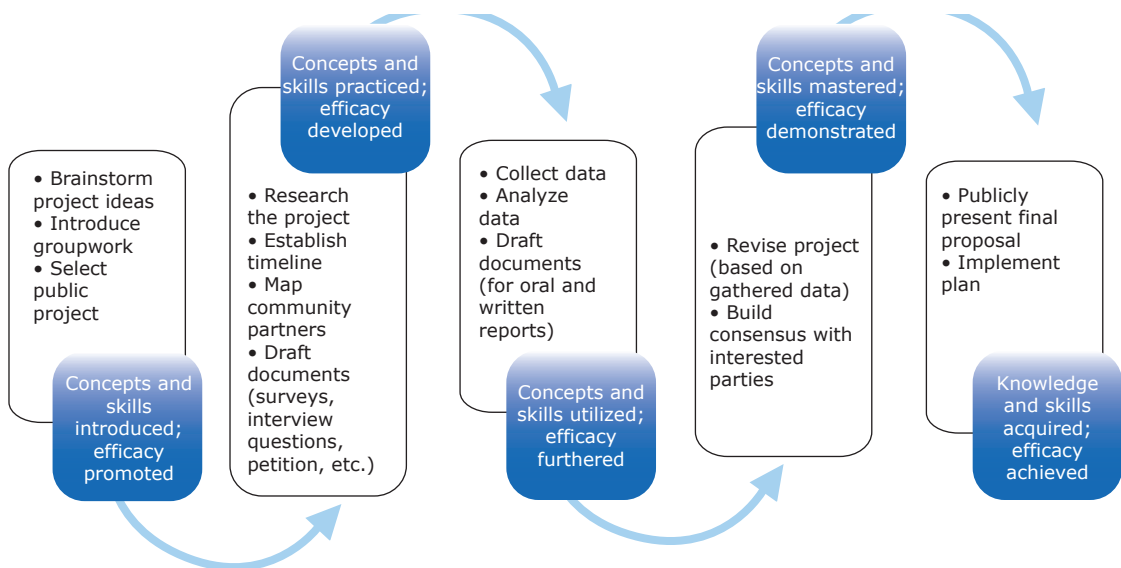 • Brainstorm
project ideas
• Introduce
groupwork
• Select
public
project
Concepts and
skills
introduced;
efficacy
promoted
Concepts and
skills practiced;
efficacy
developed
• Research
the project
• Establish
timeline
• Map
community
partners
• Draft
documents
(surveys,
interview
questions,
petition, etc.)
• Collect data
• Analyze
data
• Draft
documents
(for oral and
written
reports)
Concepts and
skills utilized;
efficacy
furthered
Concepts and
skills mastered;
efficacy
demonstrated
• Revise project
(based on
gathered data)
• Build
consensus with
interested
parties
• Publicly
present final
proposal
• Implement
plan
Knowledge
and skills
acquired;
efficacy
achieved